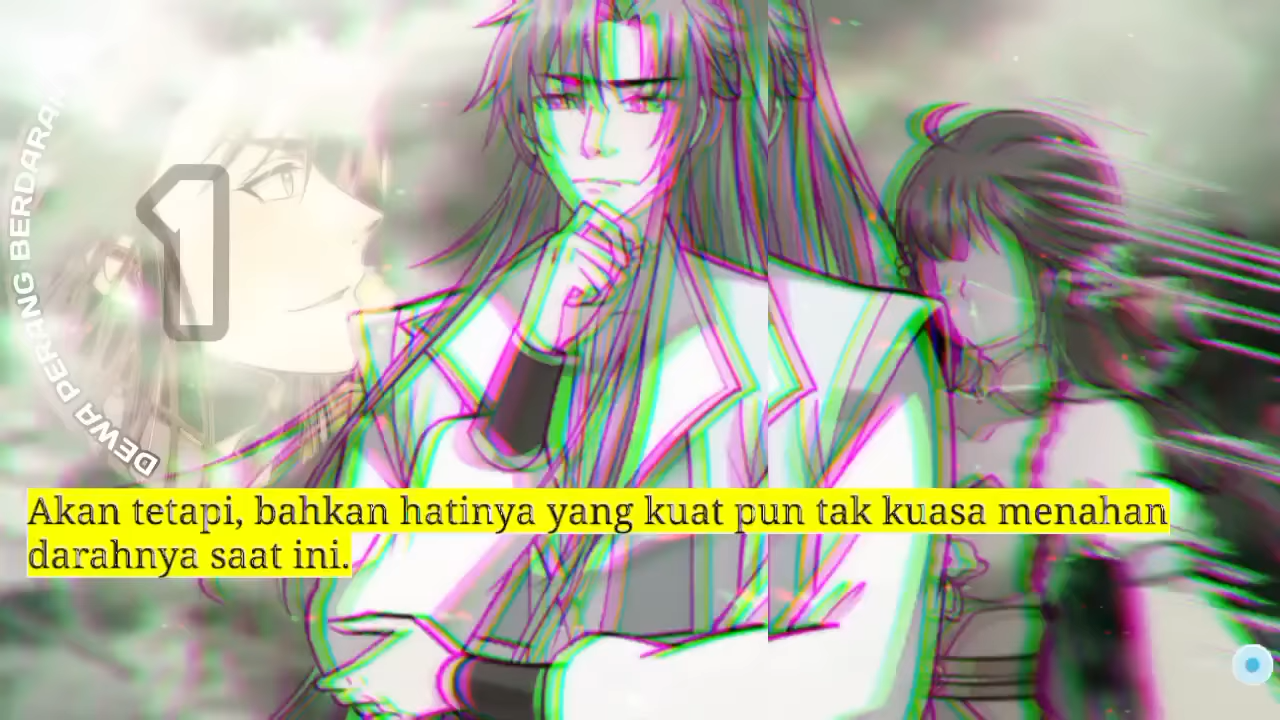 DEWA PERANG BERDARAH
1
Akan tetapi, bahkan hatinya yang kuat pun tak kuasa menahan
darahnya saat ini.